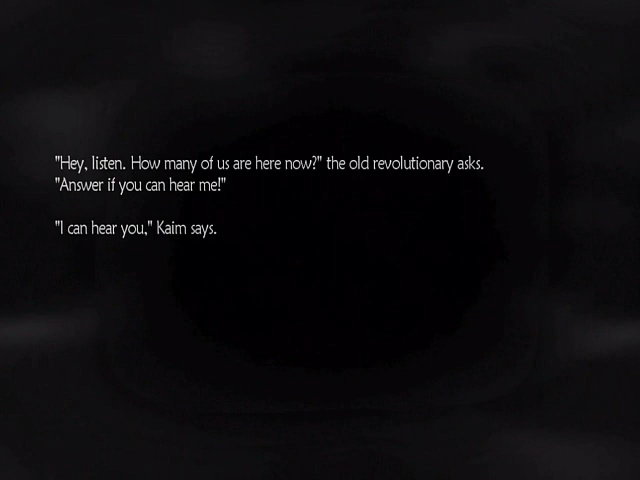 "Hey, listen. How many of us are here now?" the old revolutionary asks.
"Answer if you can hear me!"
"I can hear you," Kaim says.